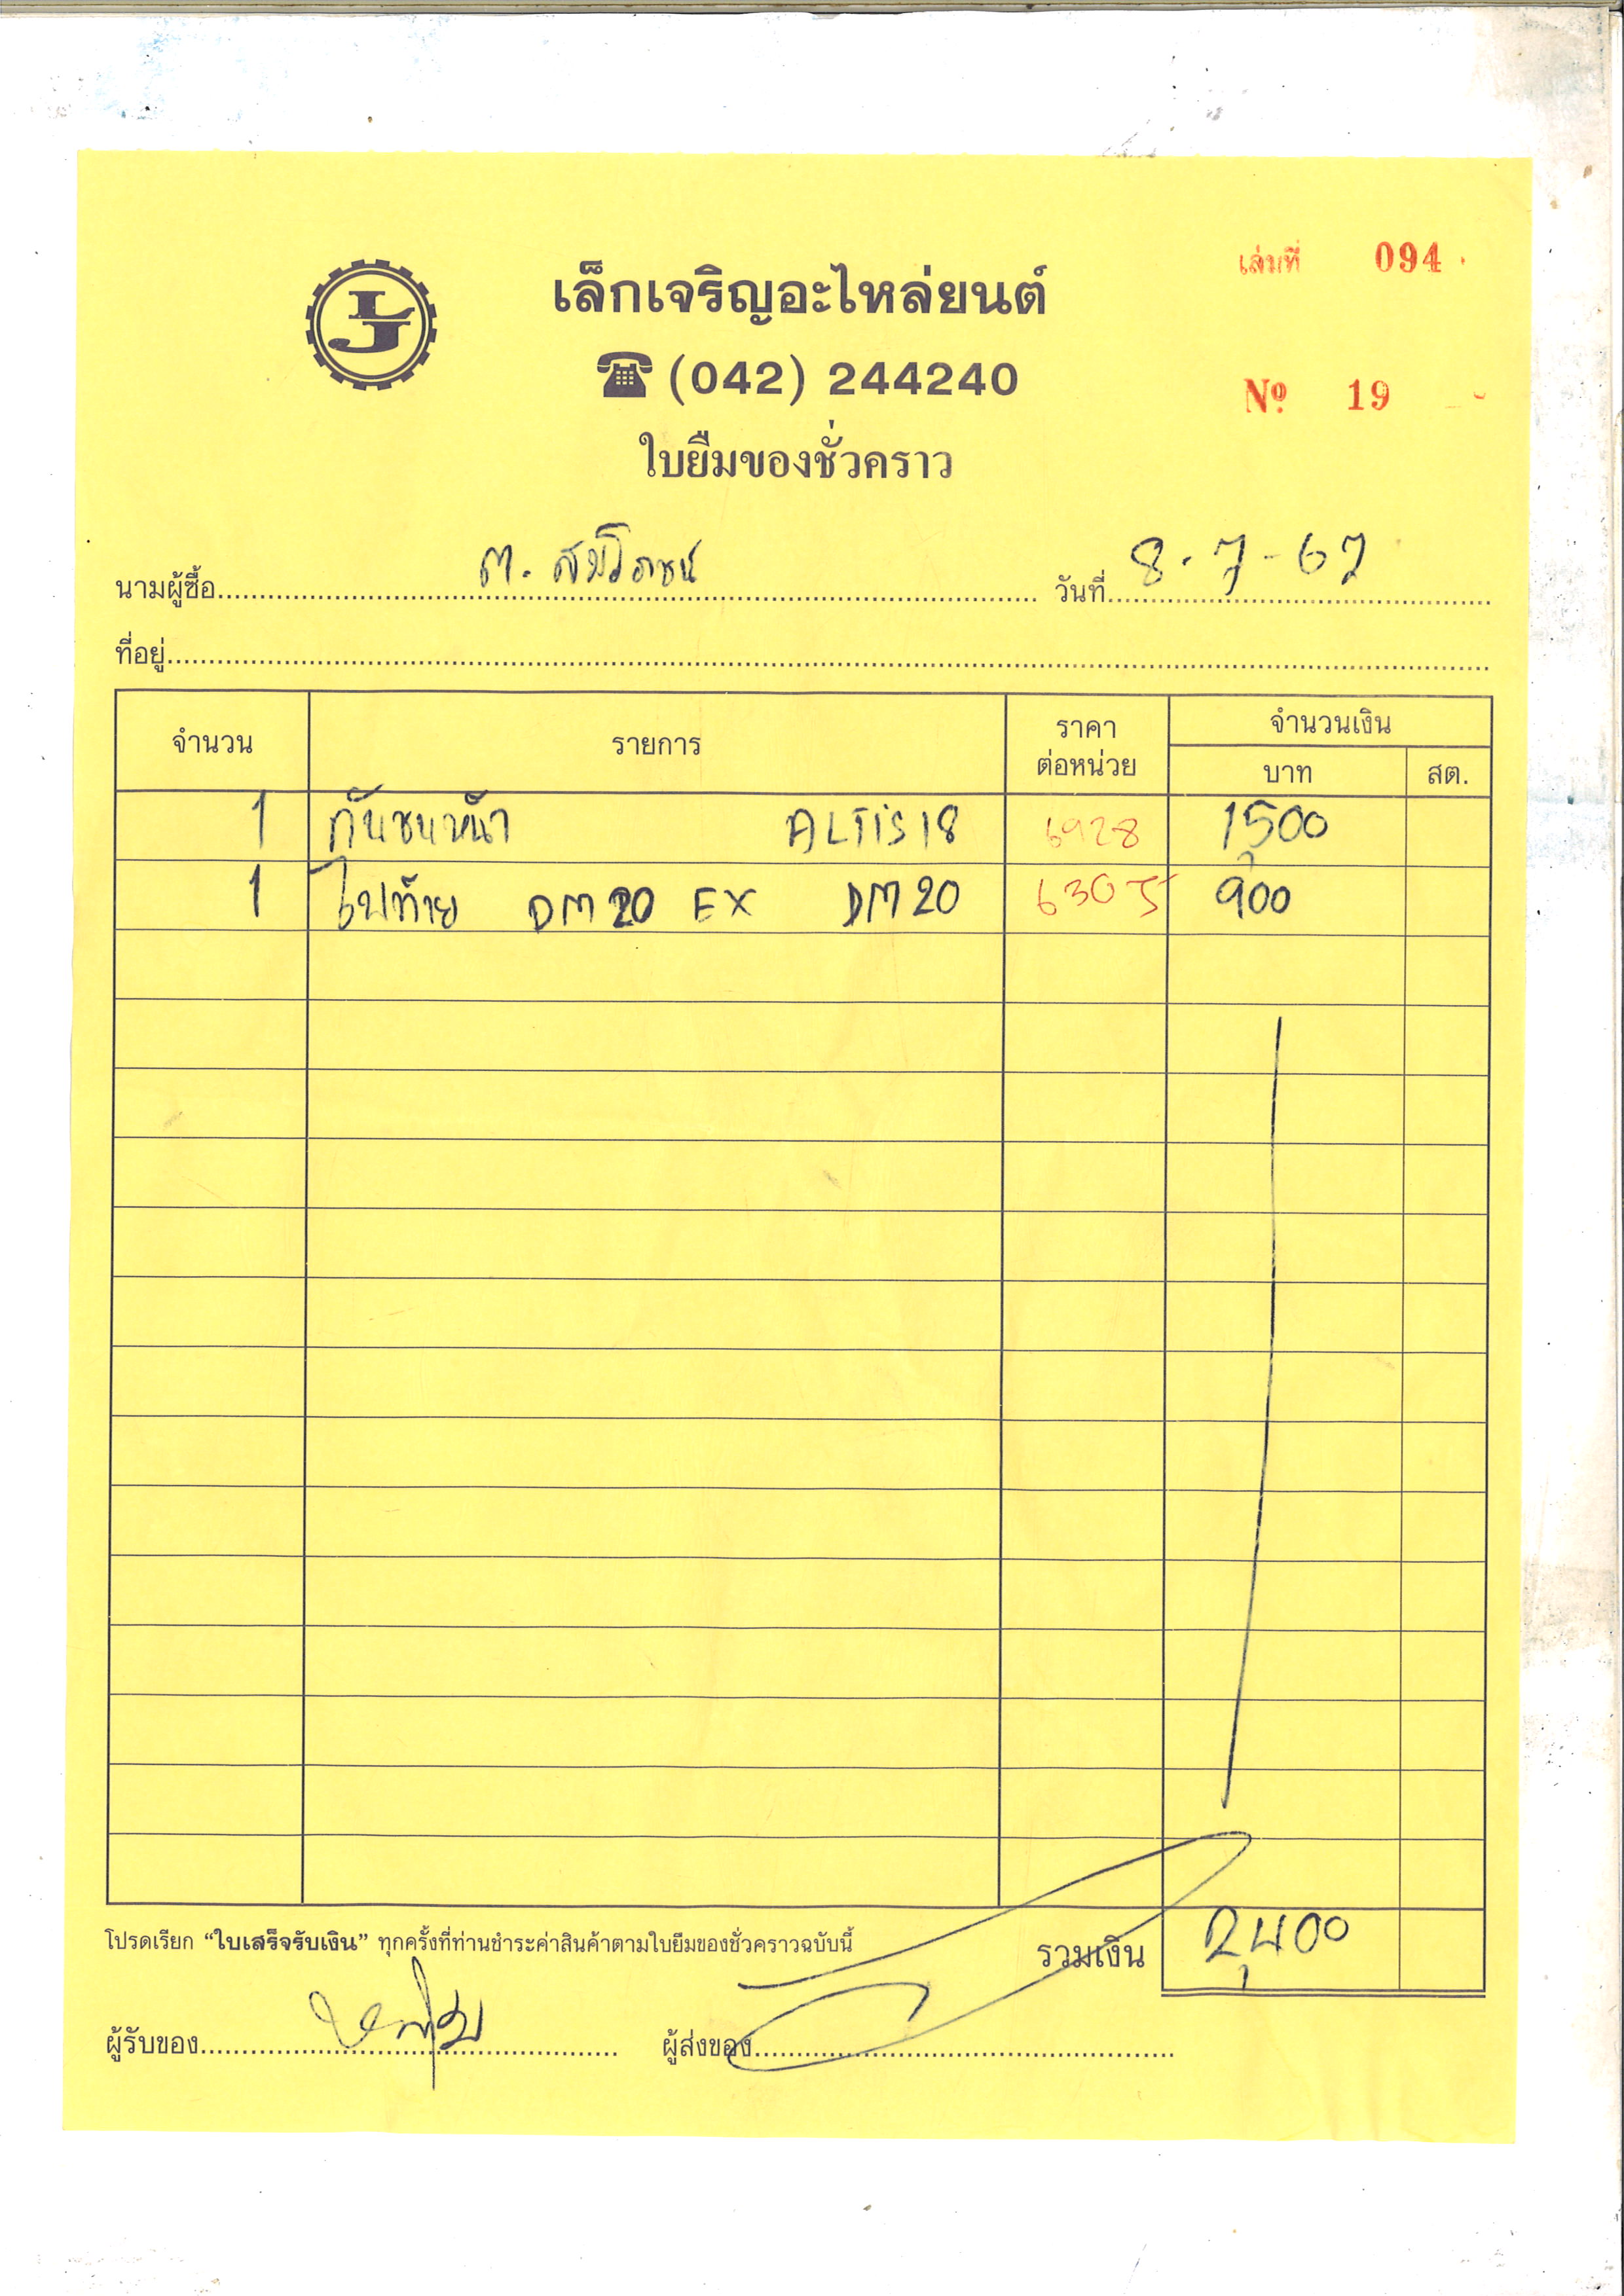 เล่มที่ 094
LJ
เล็กเจริญอะไหล่ยนต์
(042) 244240
Nº 19
ใบยืมของชั่วคราว
นามผู้ซื้อ ต. วันที่ 8-7-67
ที่อยู่
จำนวน รายการ ราคาต่อหน่วย จำนวนเงิน
บาท สต.
1 กันชนหน้า ALTIS 18 6928 1,500
1 ไฟท้าย DM20 EX DM20 6305 900
โปรดเรียก “ใบเสร็จรับเงิน” ทุกครั้งที่ท่านชำระค่าสินค้าตามใบยืมของชั่วคราวฉบับนี้
รวมเงิน 2,400
ผู้รับของ ผู้ส่งของ